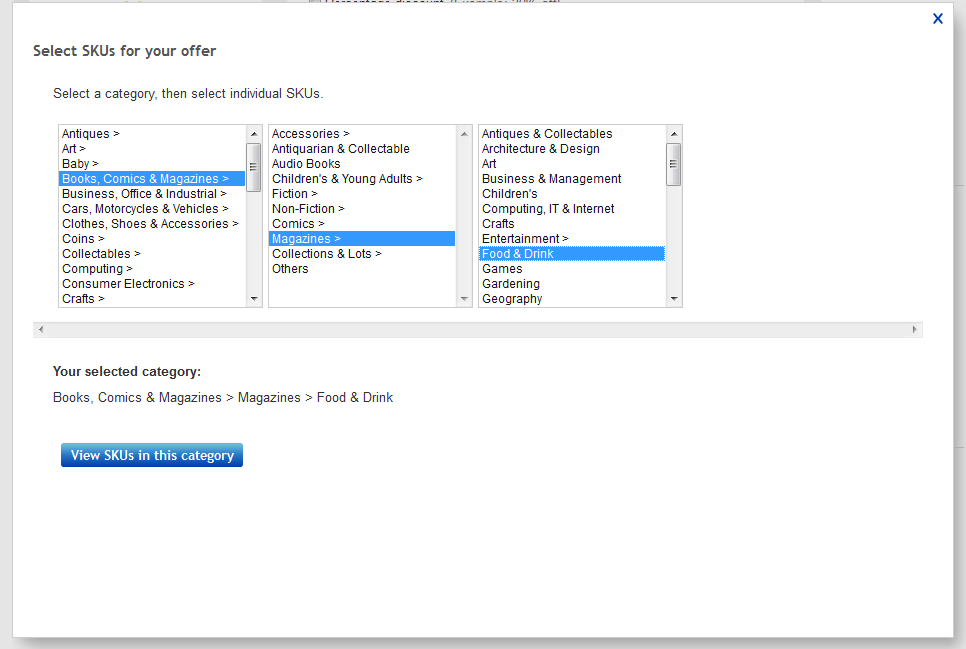 X
Select SKUs for your offer
Select a category, then select individual SKUs.
Antiques >
Art >
Baby >
Books, Comics & Magazines >
Business, Office & Industrial >
Cars, Motorcycles & Vehicles >
Clothes, Shoes & Accessories >
Coins >
Collectables >
Computing >
Consumer Electronics >
Crafts >
Accessories >
Antiquarian & Collectable
Audio Books
Children's & Young Adults >
Fiction >
Non-Fiction >
Comics >
Magazines >
Collections & Lots >
Others
Antiques & Collectables
Architecture & Design
Art
Business & Management
Children's
Computing, IT & Internet
Crafts
Entertainment >
Food & Drink
Games
Gardening
Geography
Your selected category:
Books, Comics & Magazines > Magazines > Food & Drink
View SKUs in this category